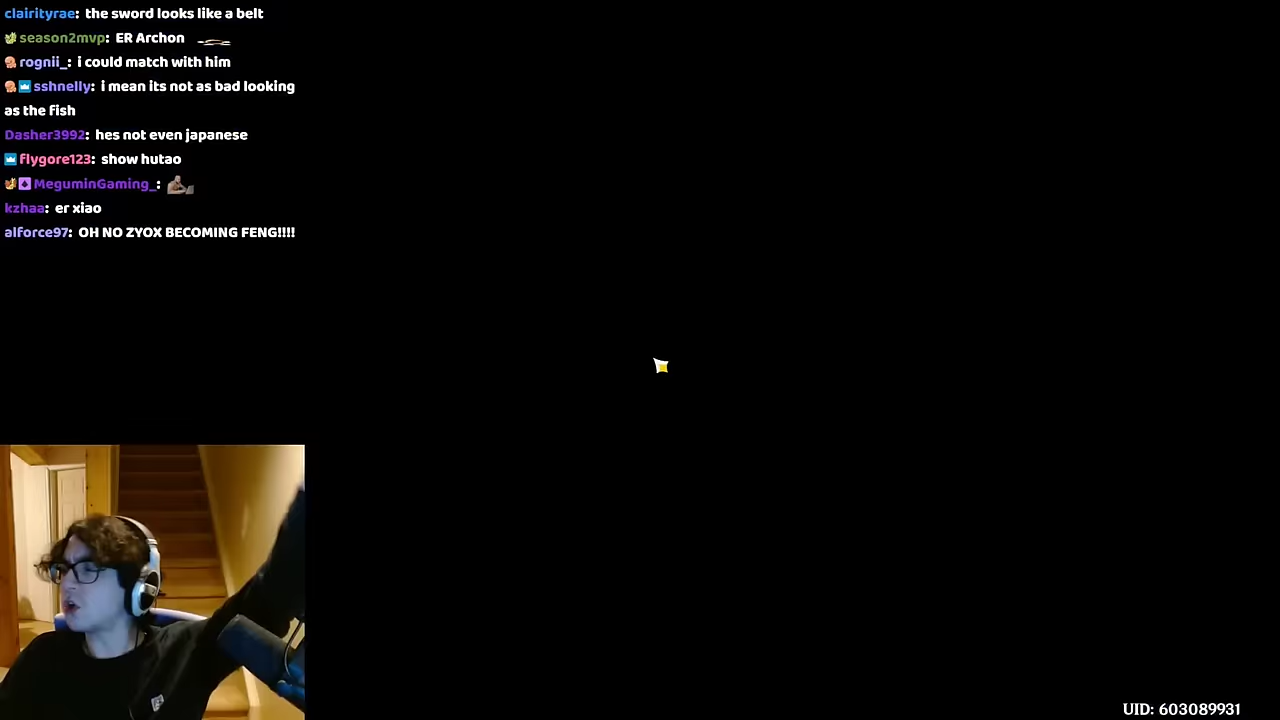 clairityrae: the sword looks like a belt
season2mvp: ER Archon
rognii_: i could match with him
sshnelly: i mean its not as bad looking
as the fish
Dasher3992: hes not even japanese
flygore123: show hutao
MeguminGaming_:
kzhaa: er xiao
alforce97: OH NO ZYOX BECOMING FENG!!!!
UID: 603089931